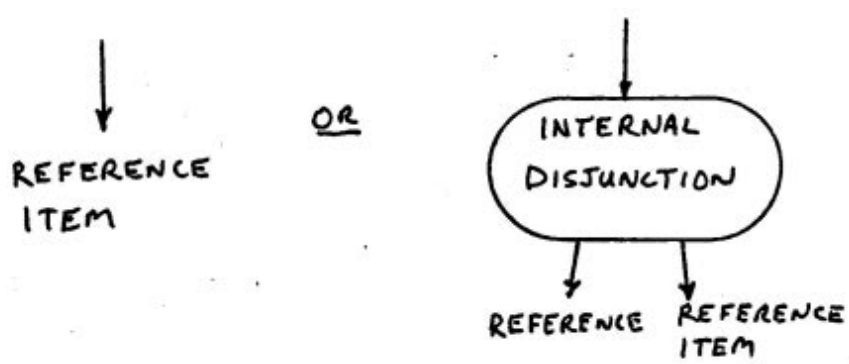 REFERENCE
ITEM
OR
INTERNAL
DISJUNCTION
REFERENCE
REFERENCE
ITEM